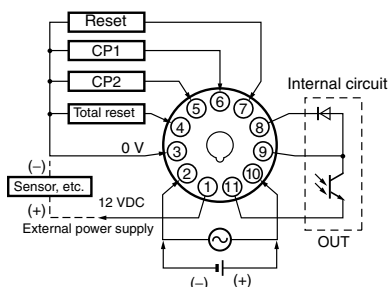 Reset
CP1
CP2
Total reset
Internal circuit
6
5
7
4
8
3
9
2
10
1
11
0 V
(−)
Sensor, etc.
(+)
12 VDC
External power supply
OUT
(−)
(+)